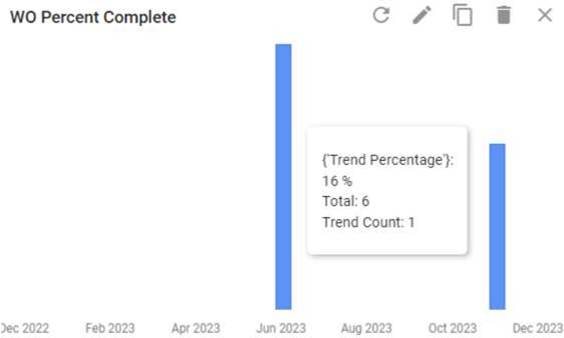 WO Percent Complete
{'Trend Percentage'}:
16 %
Total: 6
Trend Count: 1
Dec 2022 Feb 2023 Apr 2023 Jun 2023 Aug 2023 Oct 2023 Dec 2023